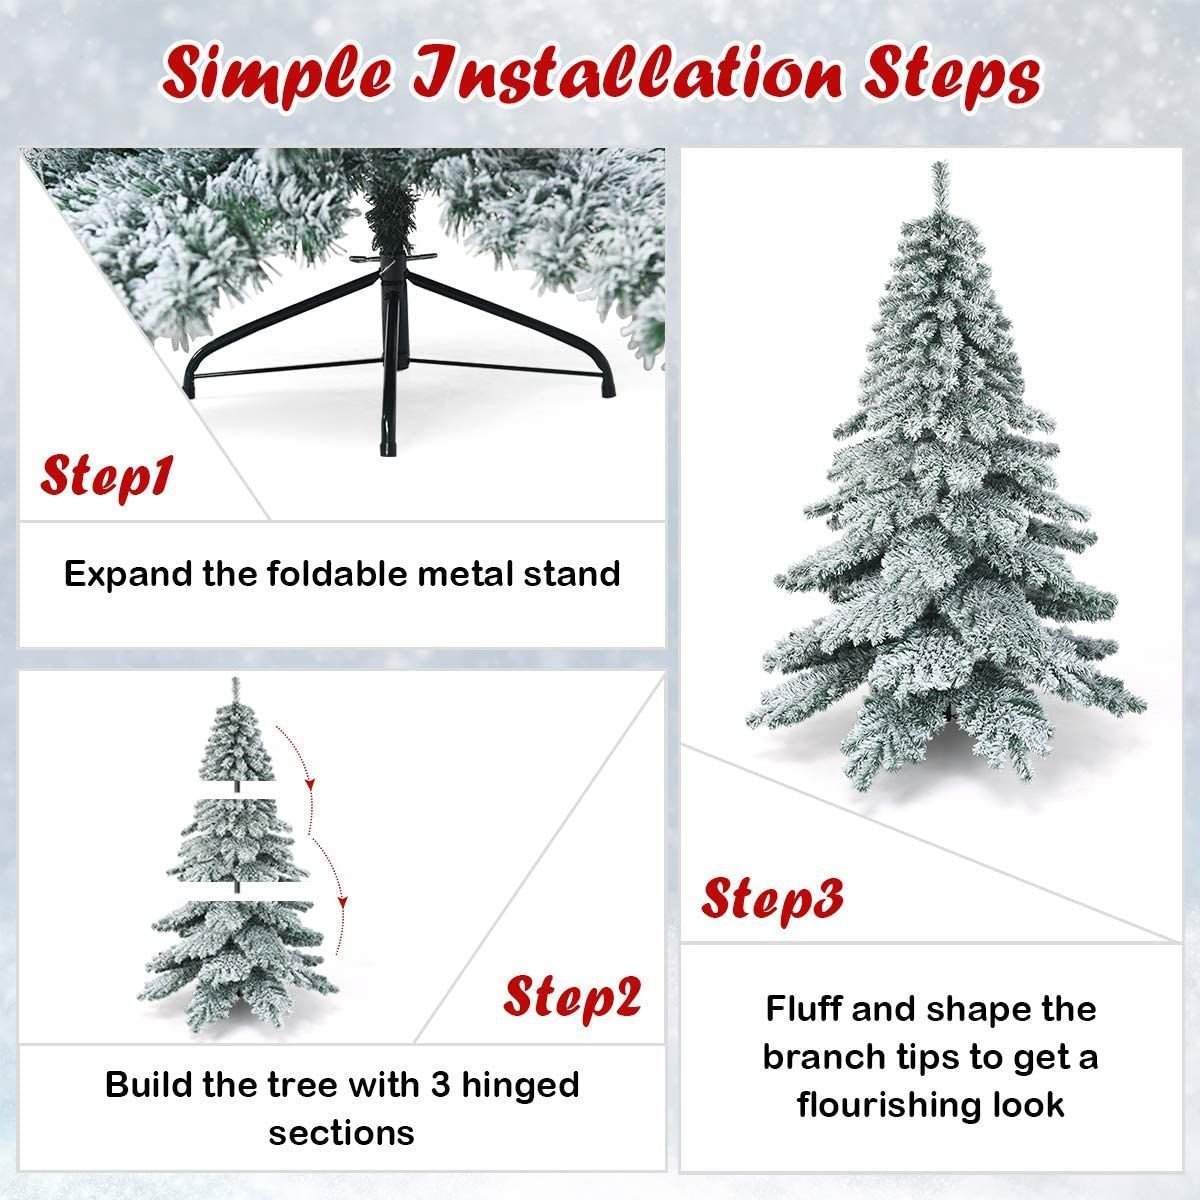 Simple Installation Steps
Step1
Expand the foldable metal stand
Step2
Build the tree with 3 hinged
sections
Step3
Fluff and shape the
branch tips to get a
flourishing look